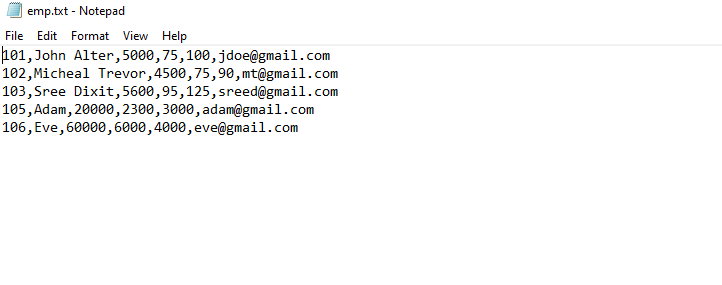 emp.txt - Notepad
File Edit Format View Help
101,John Alter,5000,75,100,jdoe@gmail.com
102,Micheal Trevor,4500,75,90,mt@gmail.com
103,Sree Dixit,5600,95,125,sreed@gmail.com
105,Adam,20000,2300,3000,adam@gmail.com
106,Eve,60000,6000,4000,eve@gmail.com